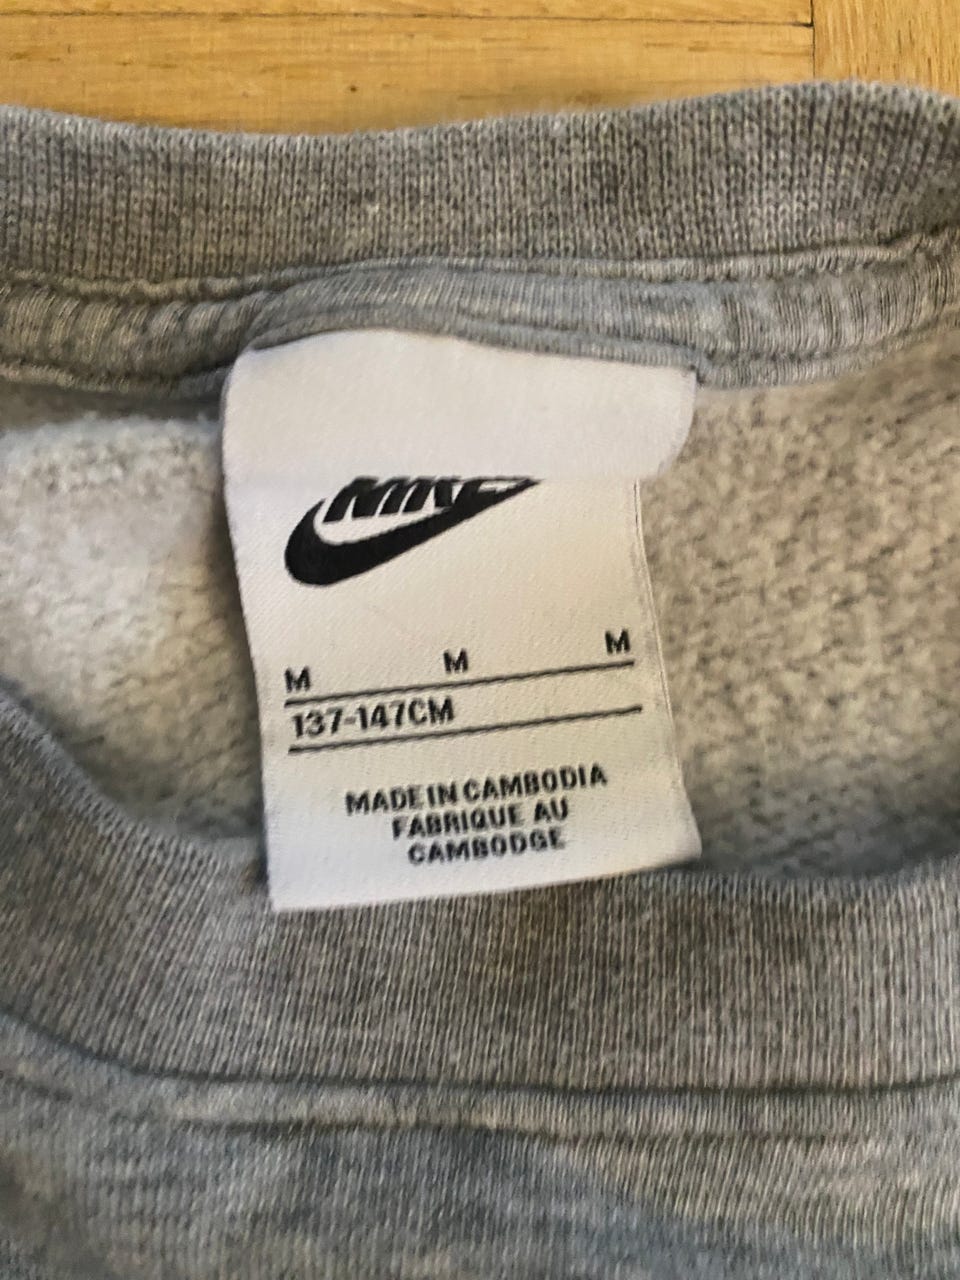 NIKE
M M M
137-147CM
MADE IN CAMBODIA
FABRIQUE AU
CAMBODGE